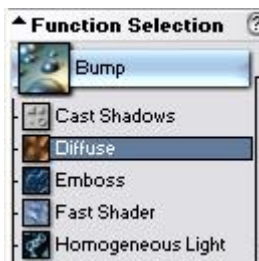 Function Selection ?
Bump
Cast Shadows
Diffuse
Emboss
Fast Shader
Homogeneous Light